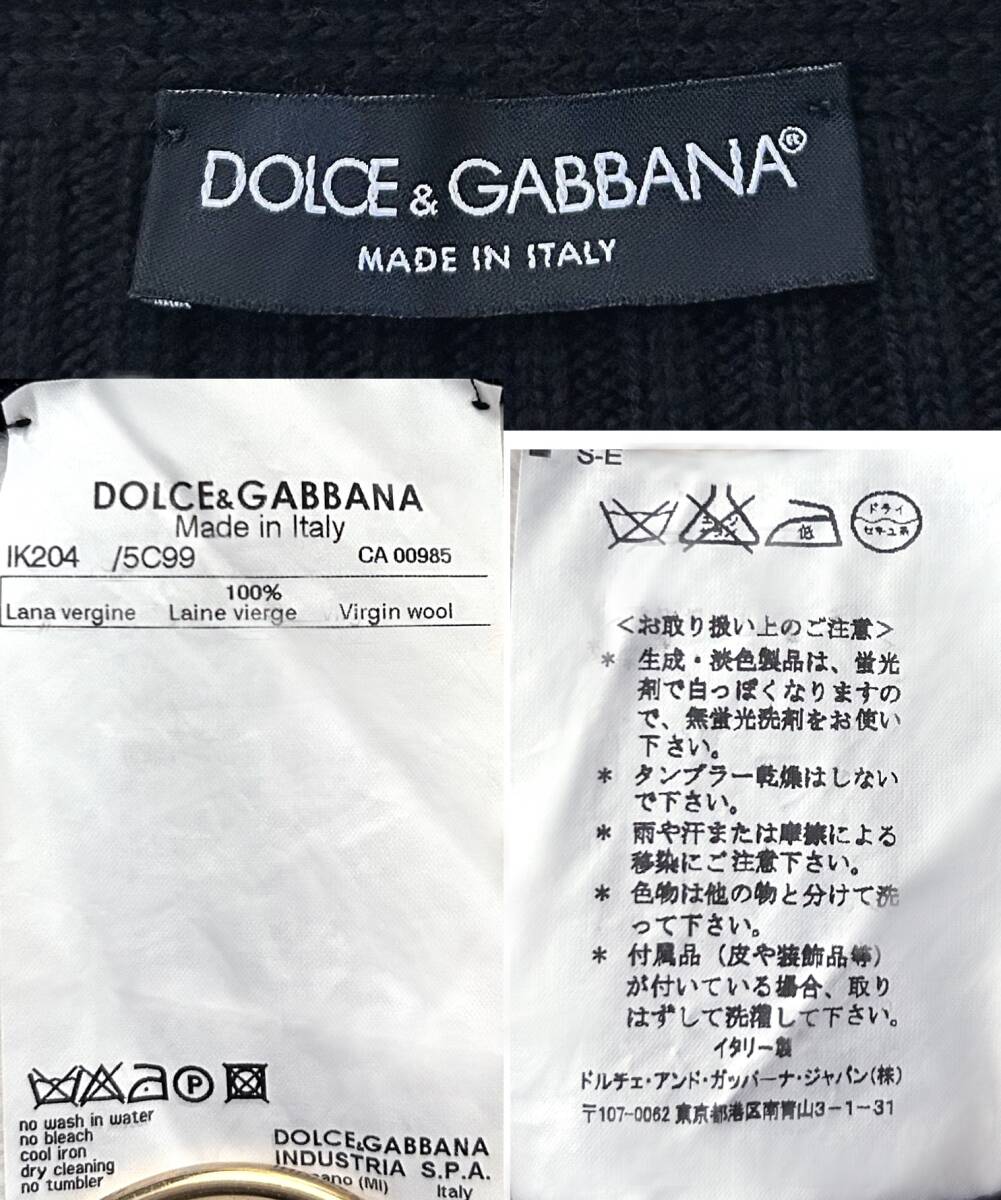 DOLCE & GABBANA®
MADE IN ITALY
DOLCE&GABBANA
Made in Italy
IK204 /5C99 CA 00985
100%
Lana vergine Laine vierge Virgin wool
P
no wash in water
no bleach
cool iron
dry cleaning
no tumbler
DOLCE&GABBANA
INDUSTRIA S.P.A.
(MI)
Italy
S-E
低
ドライ
セキユ系
<お取り扱い上のご注意>
* 生成・淡色製品は、蛍光
剤で白っぽくなりますの
で、無蛍光洗剤をお使い
下さい。
* タンブラー乾燥はしない
で下さい。
* 雨や汗または摩擦による
移染にご注意下さい。
* 色物は他の物と分けて洗
って下さい。
* 付属品(皮や装飾品等)
が付いている場合、取り
はずして洗濯して下さい。
イタリー製
ドルチェ・アンド・ガッバーナ・ジャパン(株)
〒107-0062 東京都港区南青山3-1-31